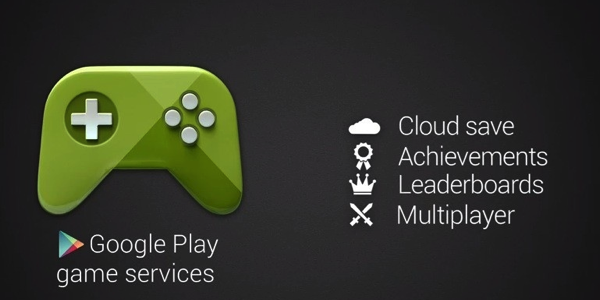 Google Play
game services
Cloud save
Achievements
Leaderboards
Multiplayer